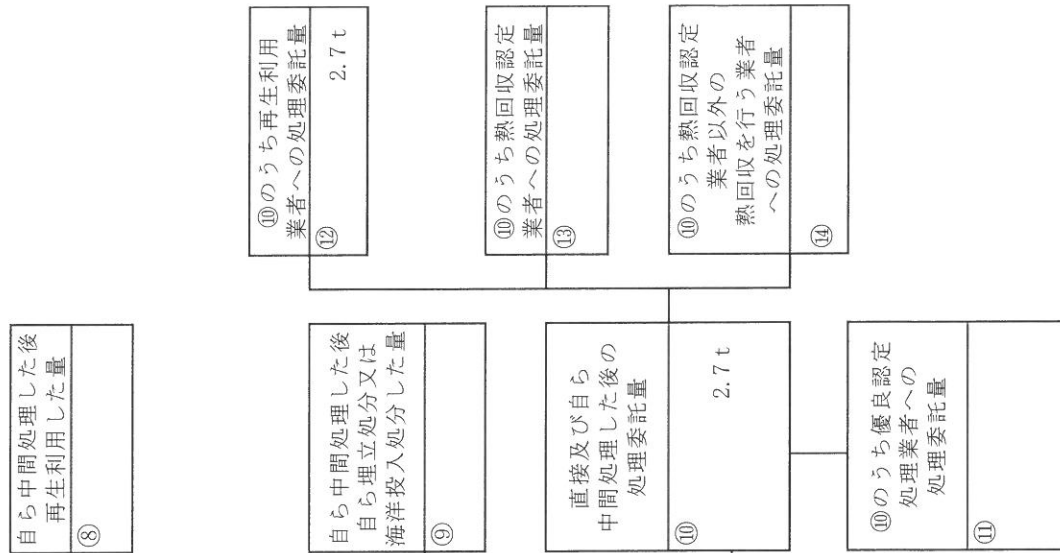 自ら中間処理した後
再生利用した量
⑧
自ら中間処理した後
自ら埋立処分又は
海洋投入処分した量
⑨
直接及び自ら
中間処理した後の
処理委託量
⑩
2.7t
⑩のうち優良認定
処理業者への
処理委託量
⑪
⑩のうち再生利用
業者への処理委託量
⑫
2.7t
⑩のうち熱回収認定
業者への処理委託量
⑬
⑩のうち熱回収認定
業者以外の
熱回収を行う業者
への処理委託量
⑭